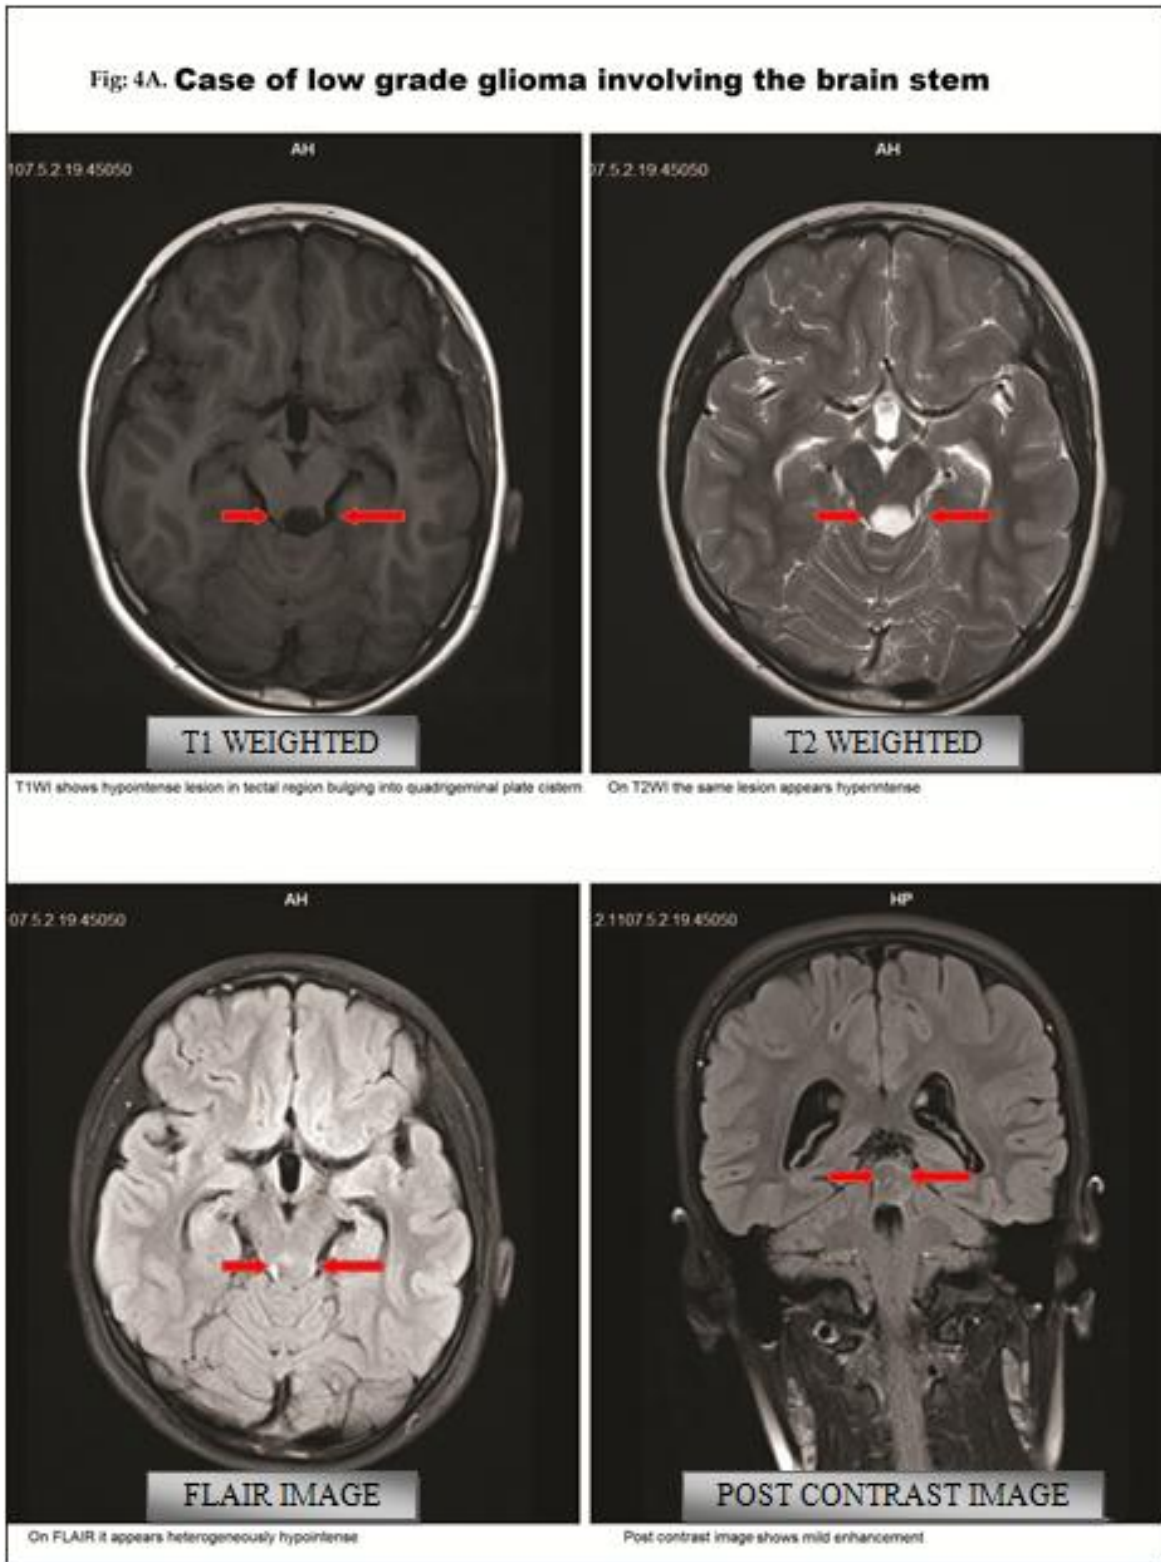 Fig: 4A. Case of low grade glioma involving the brain stem
AH
107.5.2.19.45050
AH
07.5.2.19.45050
T1 WEIGHTED
T2 WEIGHTED
T1WI shows hypointense lesion in tectal region bulging into quadrigeminal plate cistern
On T2WI the same lesion appears hyperintense
AH
07.5.2.19.45050
HP
2.1107.5.2.19.45050
FLAIR IMAGE
POST CONTRAST IMAGE
On FLAIR it appears heterogeneously hypointense
Post contrast image shows mild enhancement